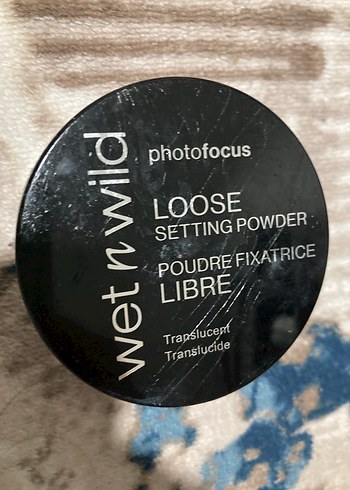 wet n wild
photofocus
LOOSE
SETTING POWDER
POUDRE FIXATRICE
LIBRE
Translucent
Translucide